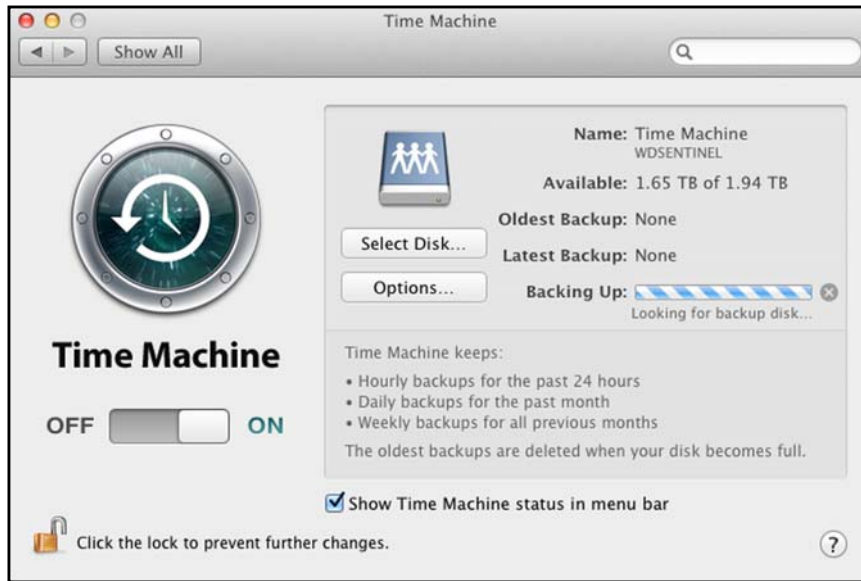 Time Machine
Show All
Name: Time Machine
WDSENTINEL
Available: 1.65 TB of 1.94 TB
Oldest Backup: None
Select Disk...
Latest Backup: None
Options...
Backing Up:
Looking for backup disk...
Time Machine
OFF ON
Time Machine keeps:
• Hourly backups for the past 24 hours
• Daily backups for the past month
• Weekly backups for all previous months
The oldest backups are deleted when your disk becomes full.
Show Time Machine status in menu bar
Click the lock to prevent further changes.
?